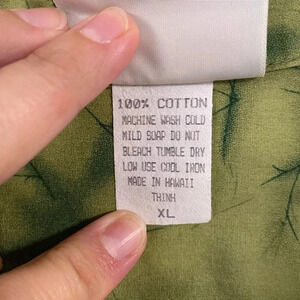 100% COTTON
MACHINE WASH COLD
MILD SOAP DO NUT
BLEACH TUMBLE DRY
LOW USE COOL IRON
MADE IN HAWAII
THINH
XL